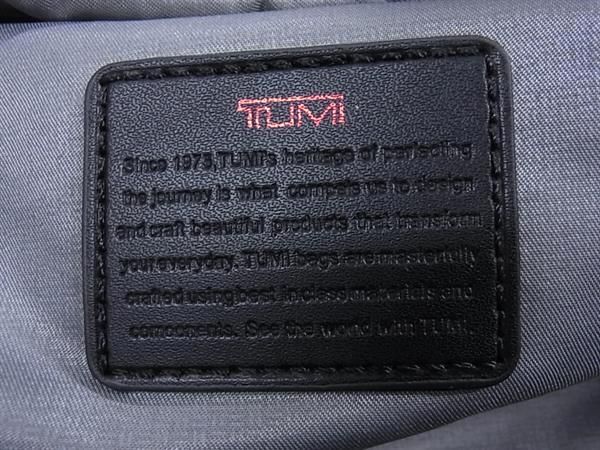 TUMI
Since 1975,TUMI's heritage of perfecting
the journey is what compels us to design
and craft beautiful products that transform
your everyday. TUMI bags are masterfully
crafted using best in class materials and
components. See the world with TUMI.